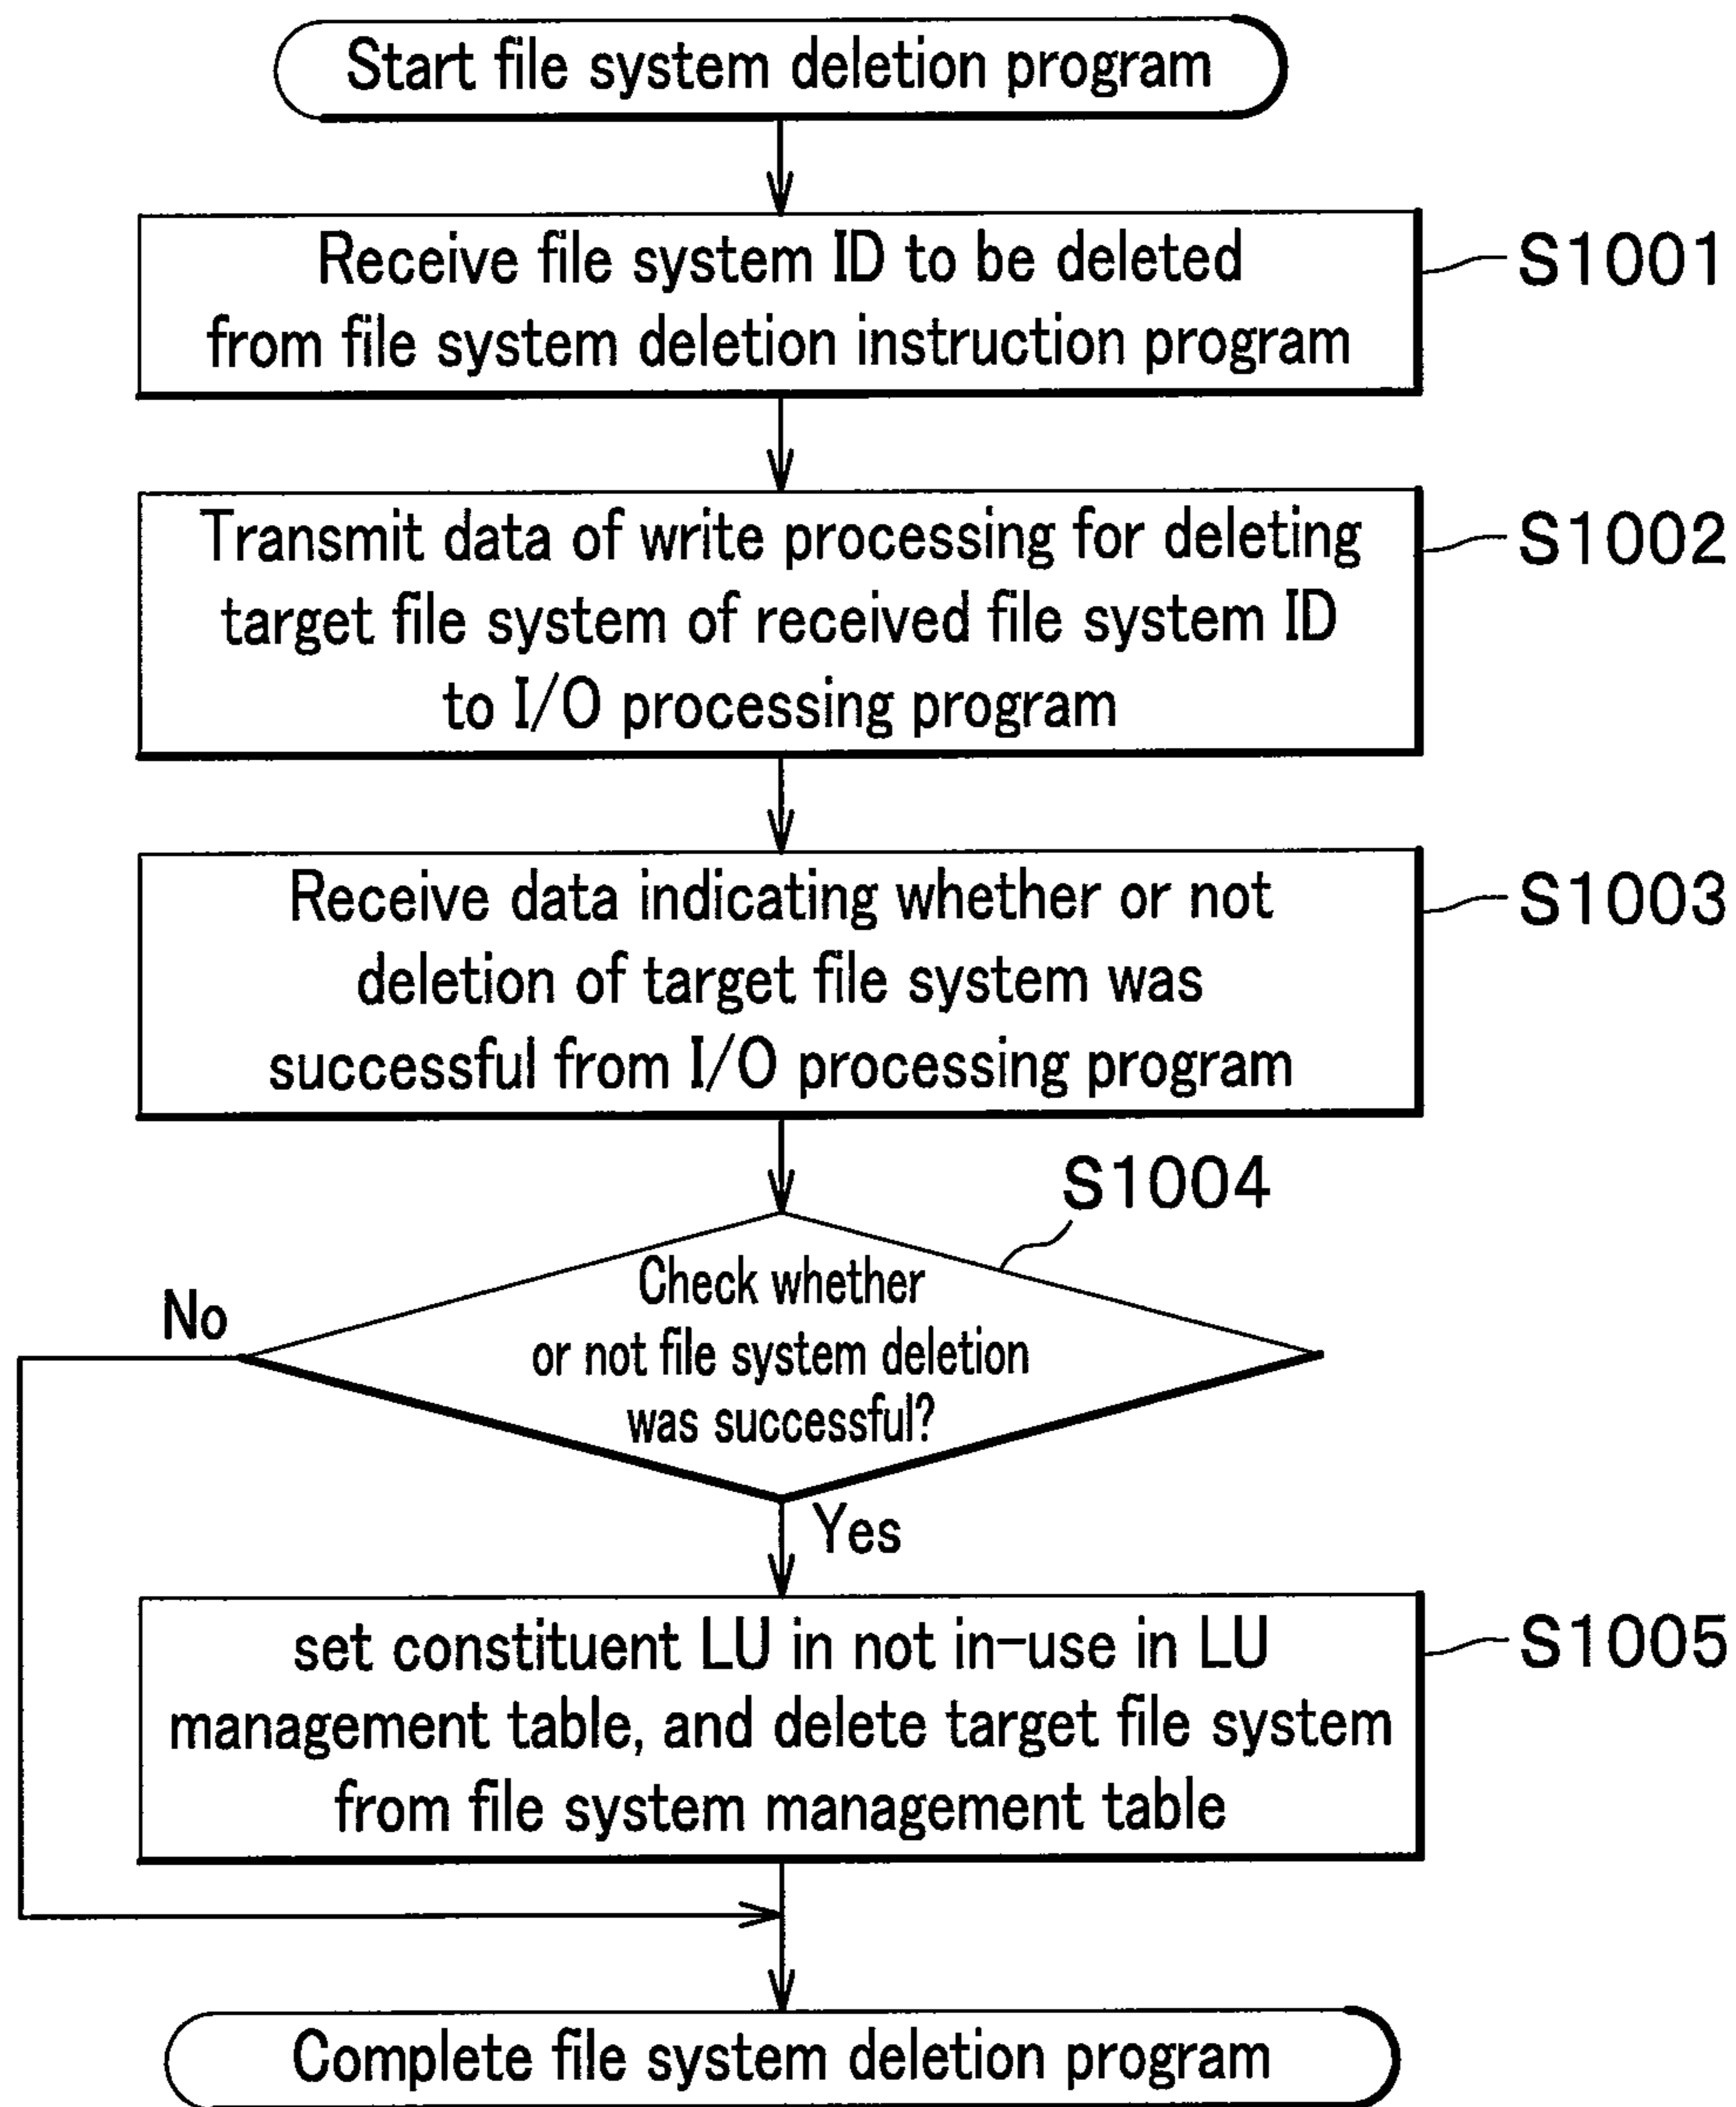 Start file system deletion program
Receive file system ID to be deleted
from file system deletion instruction program
S1001
Transmit data of write processing for deleting
target file system of received file system ID
to I/O processing program
S1002
Receive data indicating whether or not
deletion of target file system was
successful from I/O processing program
S1003
S1004
Check whether
or not file system deletion
was successful?
No
Yes
set constituent LU in not in-use in LU
management table, and delete target file system
from file system management table
S1005
Complete file system deletion program